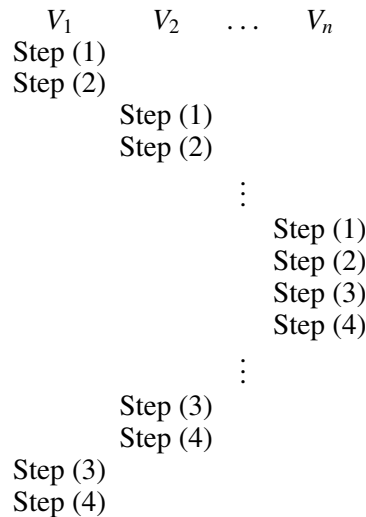 V₁ V₂ … Vₙ
Step (1)
Step (2)
Step (1)
Step (2)
⋮
Step (1)
Step (2)
Step (3)
Step (4)
⋮
Step (3)
Step (4)
Step (3)
Step (4)